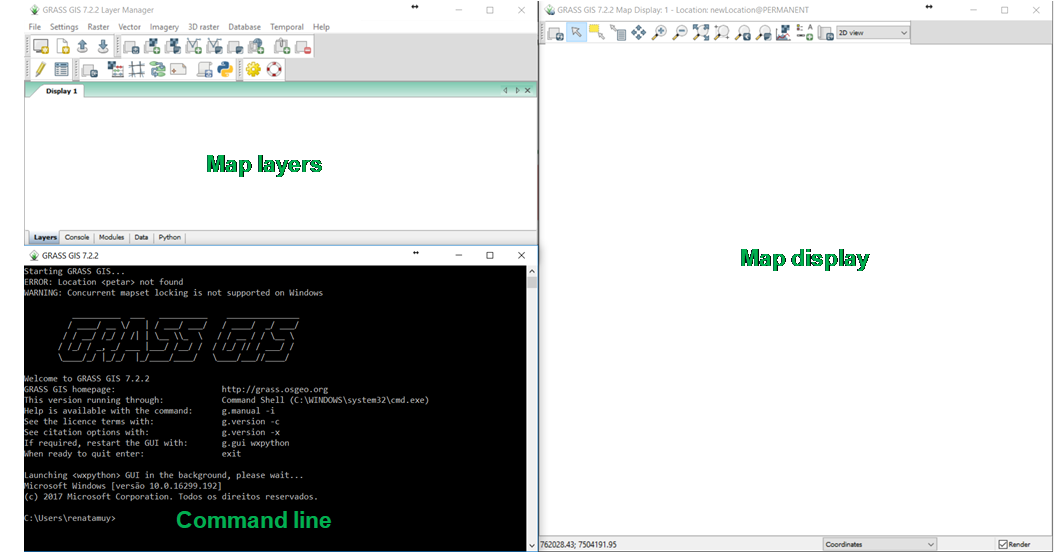 GRASS GIS 7.2.2 Layer Manager
File Settings Raster Vector Imagery 3D raster Database Temporal Help
Display 1
Map layers
Layers Console Modules Data Python
GRASS GIS 7.2.2
Starting GRASS GIS...
ERROR: Location <petar> not found
WARNING: Concurrent mapset locking is not supported on Windows
GRASS GIS
Welcome to GRASS GIS 7.2.2
GRASS GIS homepage: http://grass.osgeo.org
This version running through: Command Shell (C:\WINDOWS\system32\cmd.exe)
Help is available with the command: g.manual -i
See the licence terms with: g.version -c
See citation options with: g.version -x
If required, restart the GUI with: g.gui wxpython
When ready to quit enter: exit
Launching <wxpython> GUI in the background, please wait...
Microsoft Windows [versão 10.0.16299.192]
(c) 2017 Microsoft Corporation. Todos os direitos reservados.
C:\Users\renatamuy>
Command line
GRASS GIS 7.2.2 Map Display: 1 - Location: newLocation@PERMANENT
2D view
Map display
762028.43; 7504191.95
Coordinates
Render